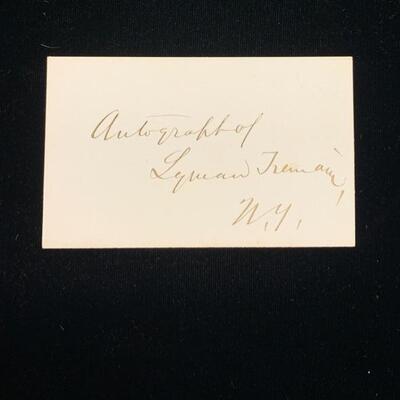 Autograph of
Lyman Tremain,
N.Y.